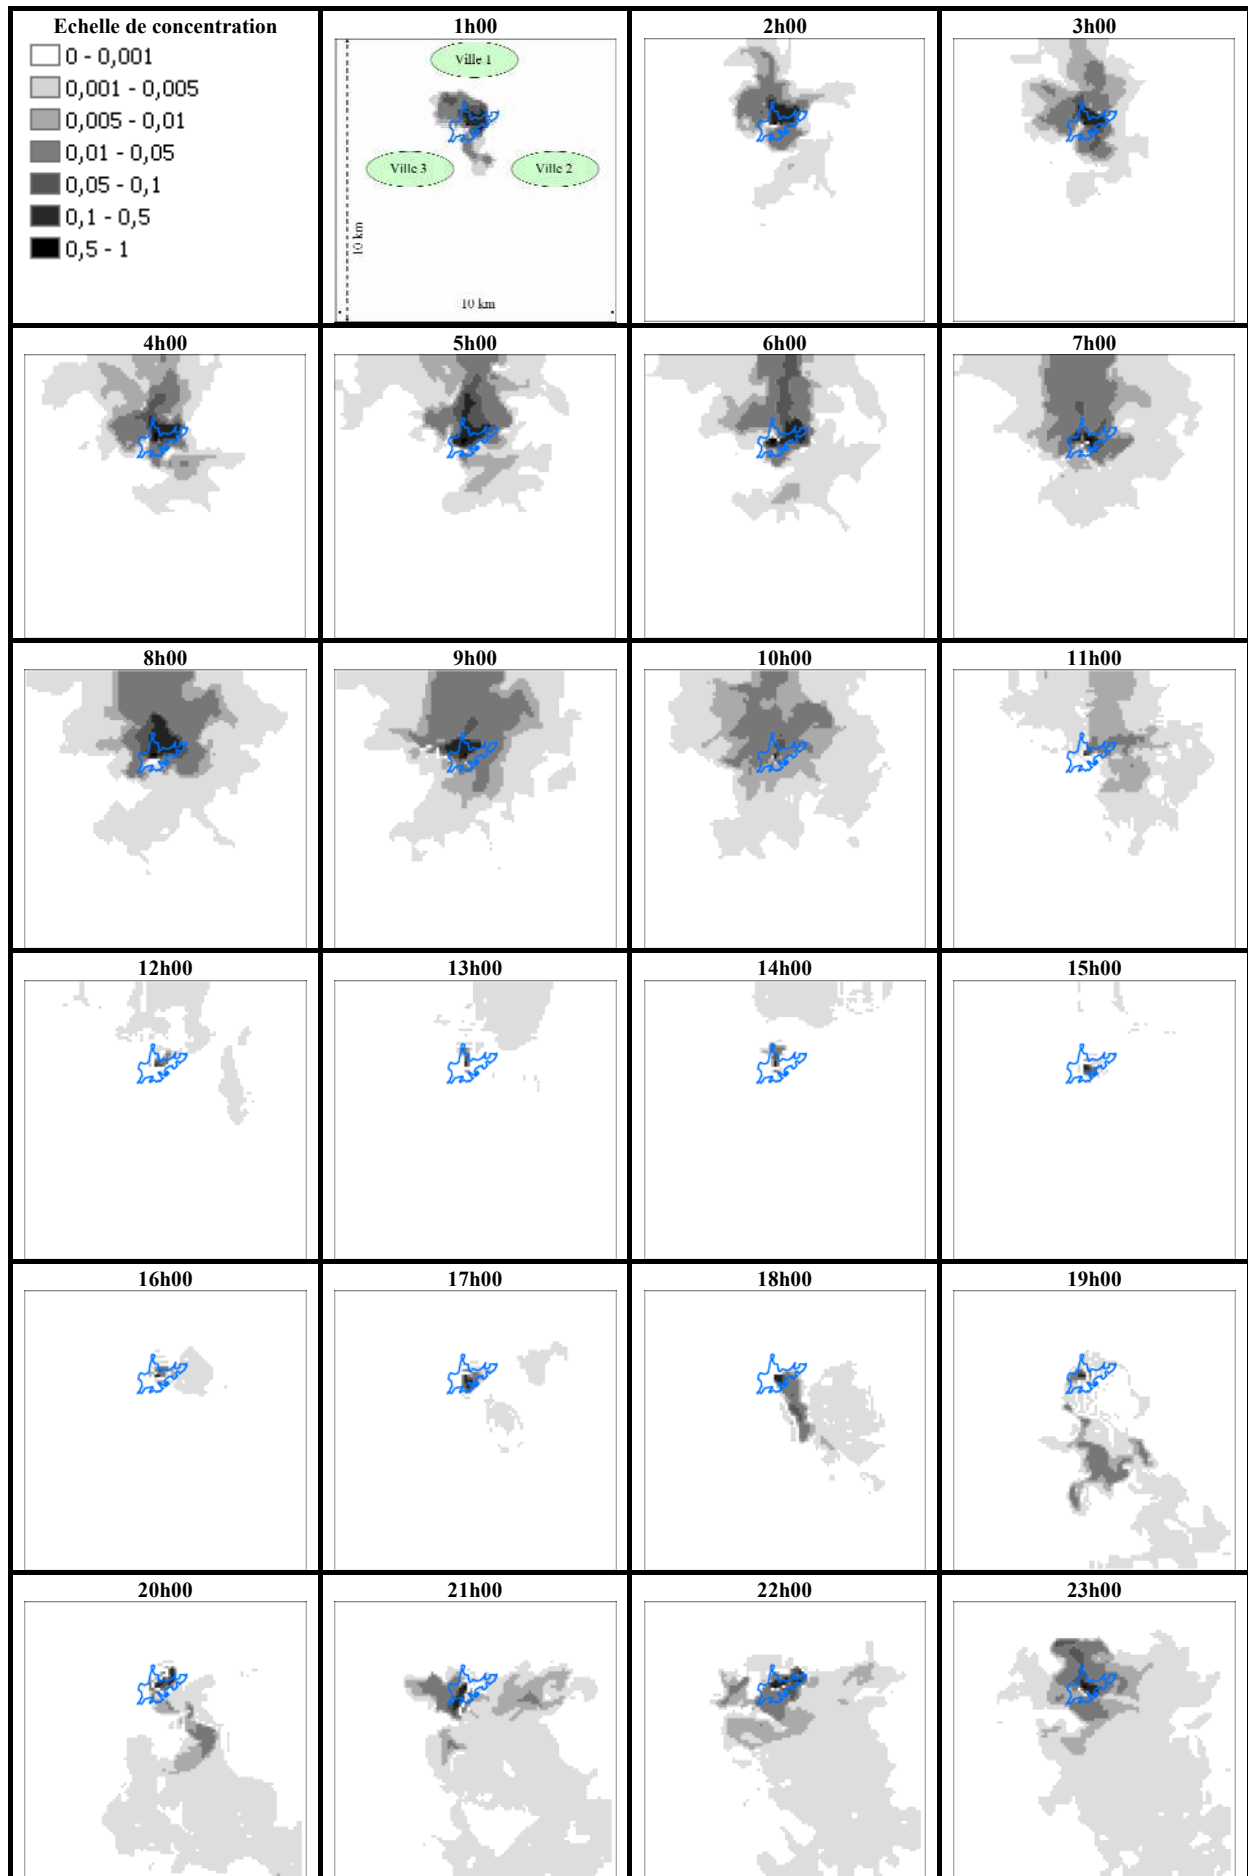 Echelle de concentration
0 - 0,001
0,001 - 0,005
0,005 - 0,01
0,01 - 0,05
0,05 - 0,1
0,1 - 0,5
0,5 - 1
1h00
Ville 1
Ville 3
Ville 2
10 km
10 km
2h00
3h00
4h00
5h00
6h00
7h00
8h00
9h00
10h00
11h00
12h00
13h00
14h00
15h00
16h00
17h00
18h00
19h00
20h00
21h00
22h00
23h00